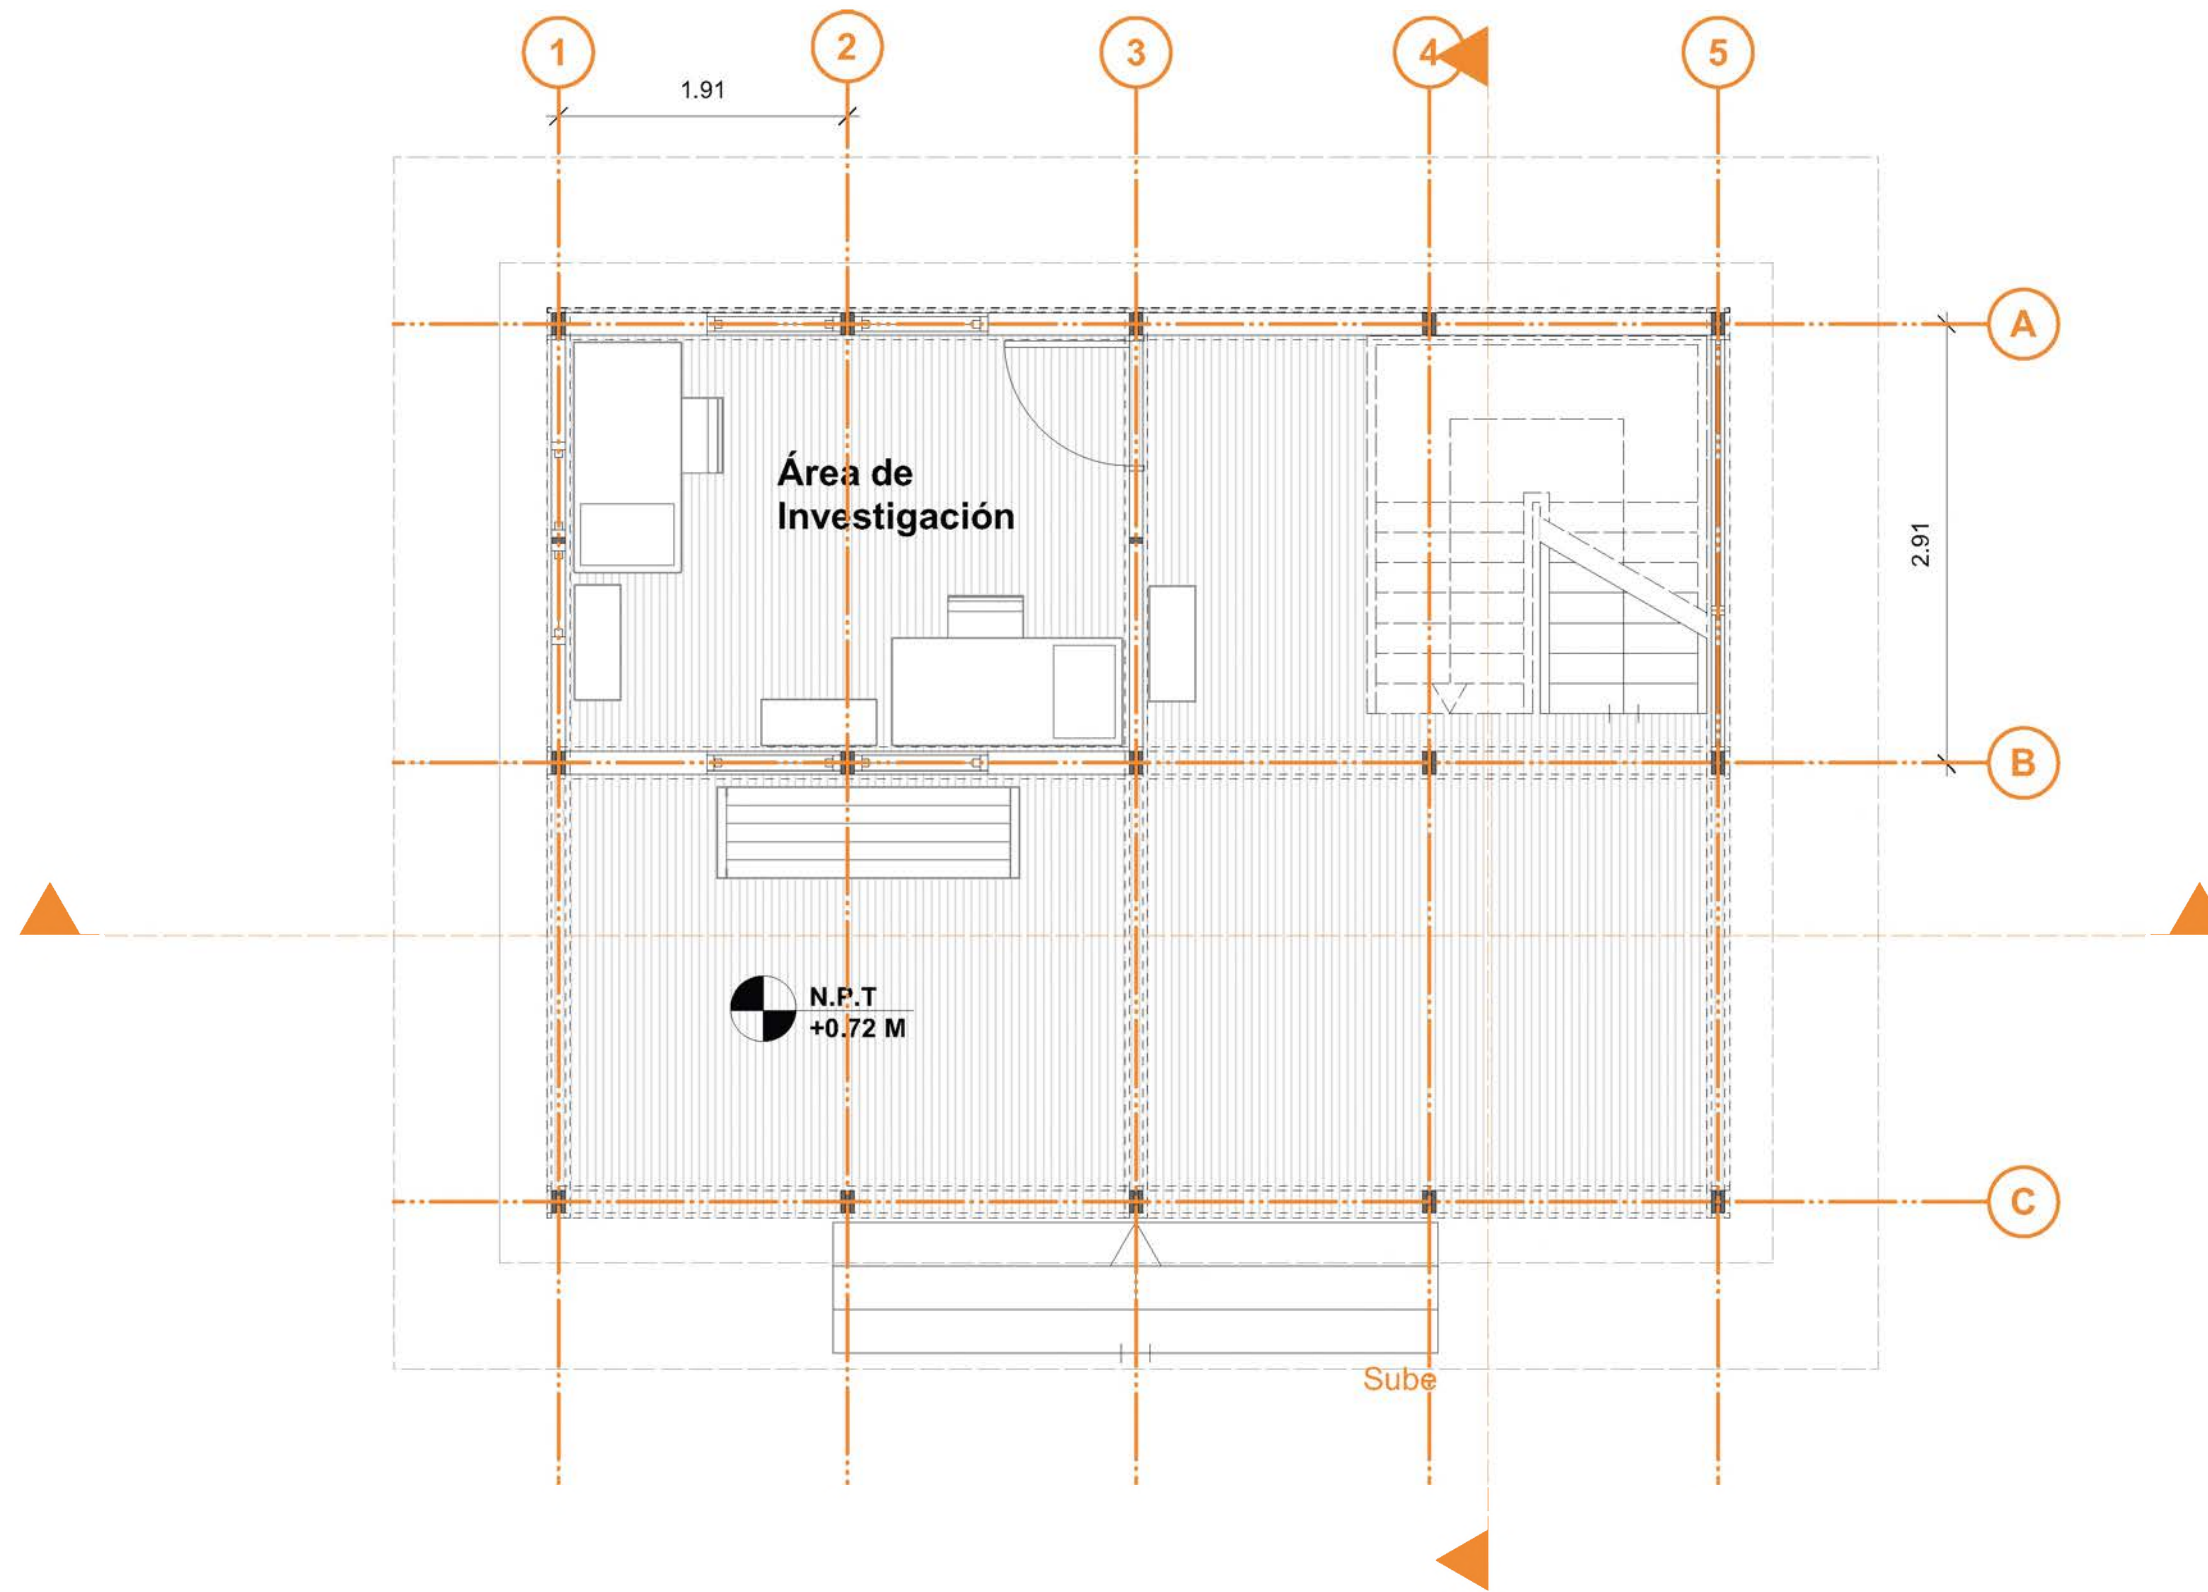 1
2
3
4
5
1.91
A
Área de
Investigación
2.91
B
N.P.T
+0.72 M
C
Sube